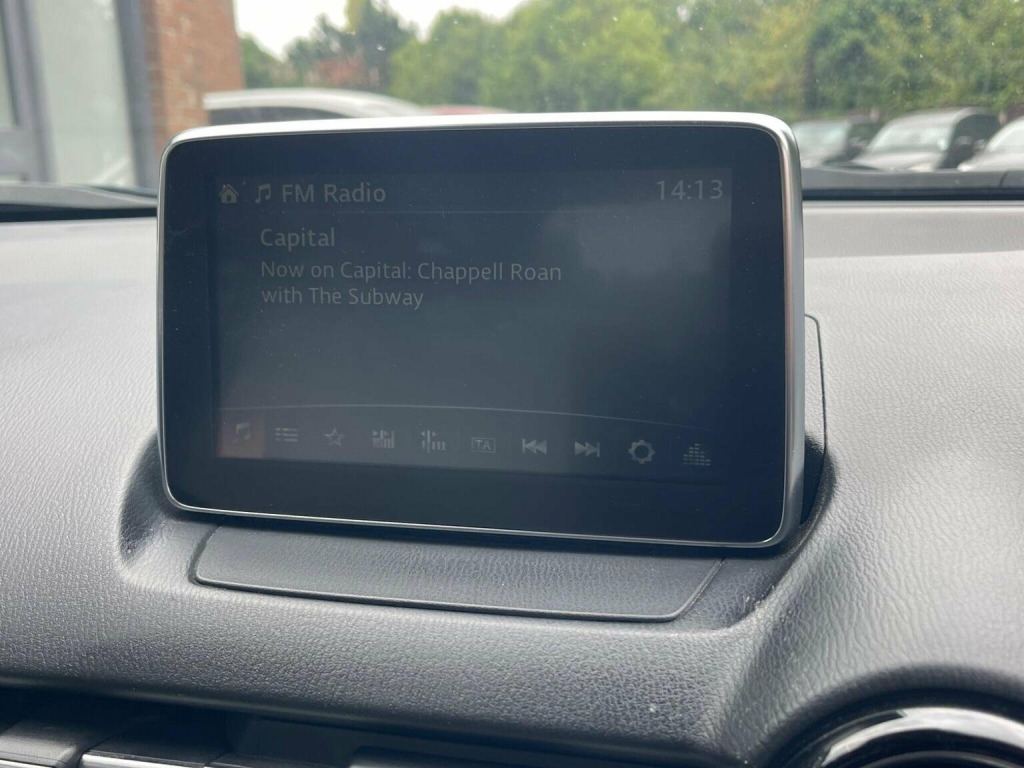 FM Radio 14:13
Capital
Now on Capital: Chappell Roan
with The Subway
TA